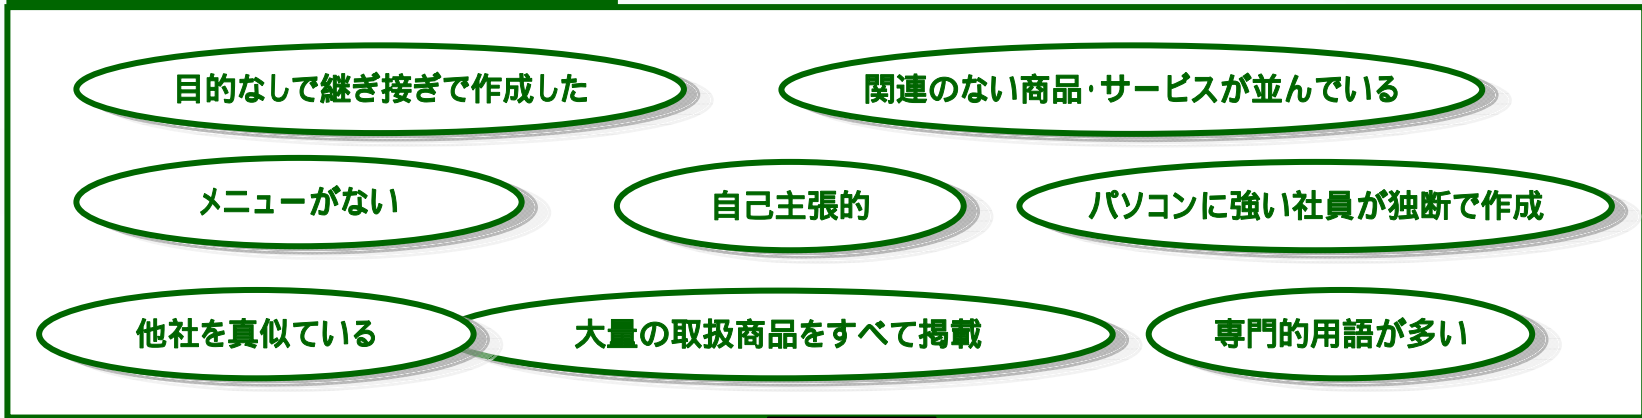 目的なしで継ぎ接ぎで作成した
関連のない商品・サービスが並んでいる
メニューがない
自己主張的
パソコンに強い社員が独断で作成
他社を真似ている
大量の取扱商品をすべて掲載
専門的用語が多い